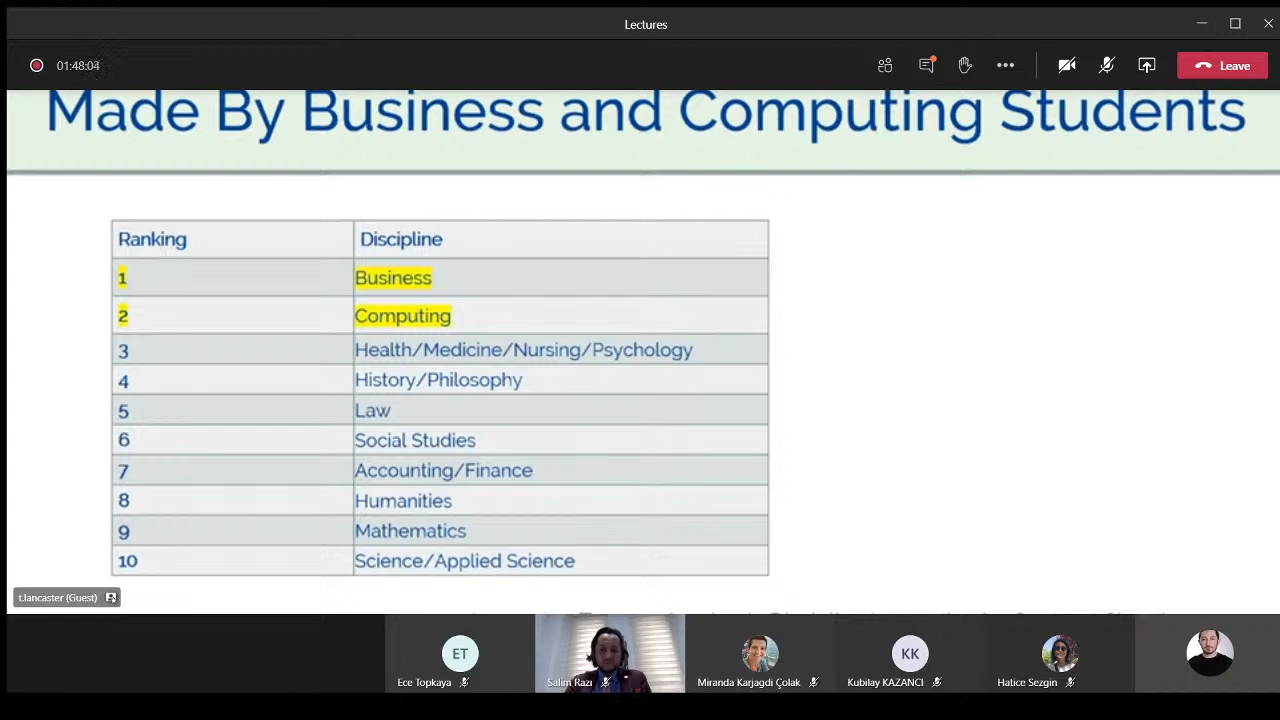 Lectures
01:48:04
Leave
Made By Business and Computing Students
Ranking Discipline
1 Business
2 Computing
3 Health/Medicine/Nursing/Psychology
4 History/Philosophy
5 Law
6 Social Studies
7 Accounting/Finance
8 Humanities
9 Mathematics
10 Science/Applied Science
t.lancaster (Guest)
ET
KK
Ece Topkaya
Salim Razı
Miranda Karjagdi Çolak
Kubilay KAZANCI
Hatice Sezgin